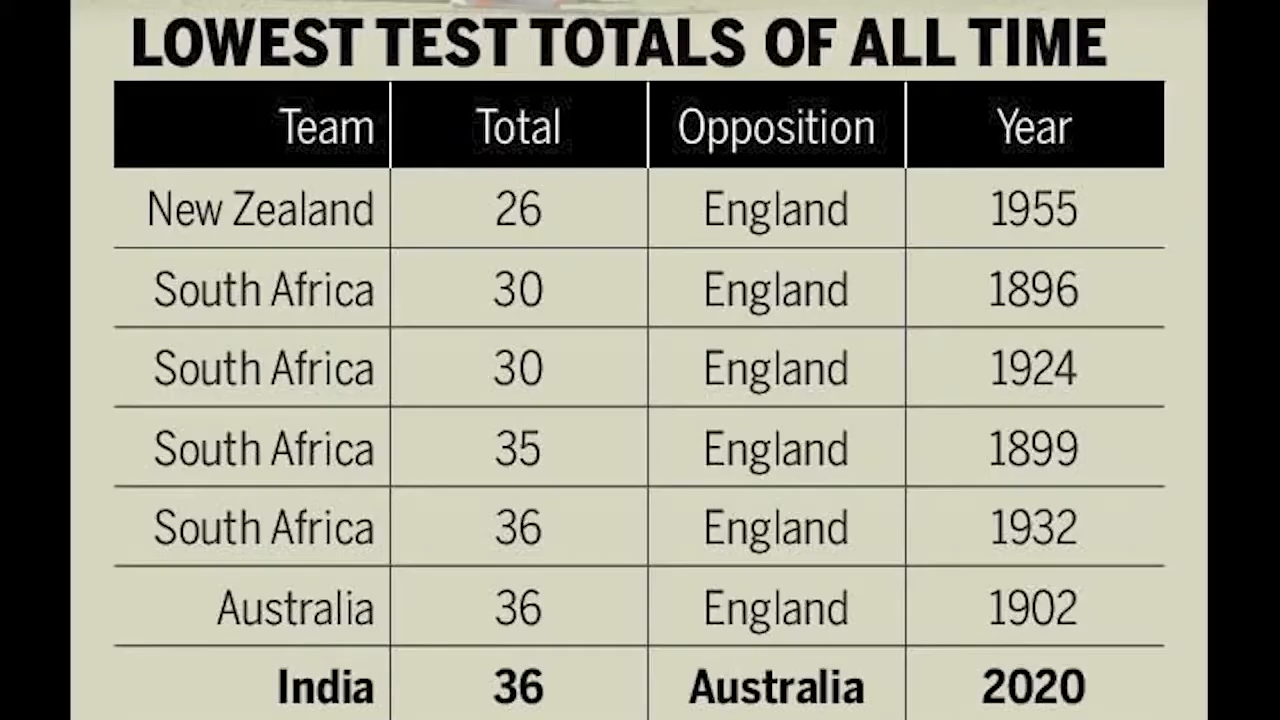 LOWEST TEST TOTALS OF ALL TIME
Team Total Opposition Year
New Zealand 26 England 1955
South Africa 30 England 1896
South Africa 30 England 1924
South Africa 35 England 1899
South Africa 36 England 1932
Australia 36 England 1902
India 36 Australia 2020